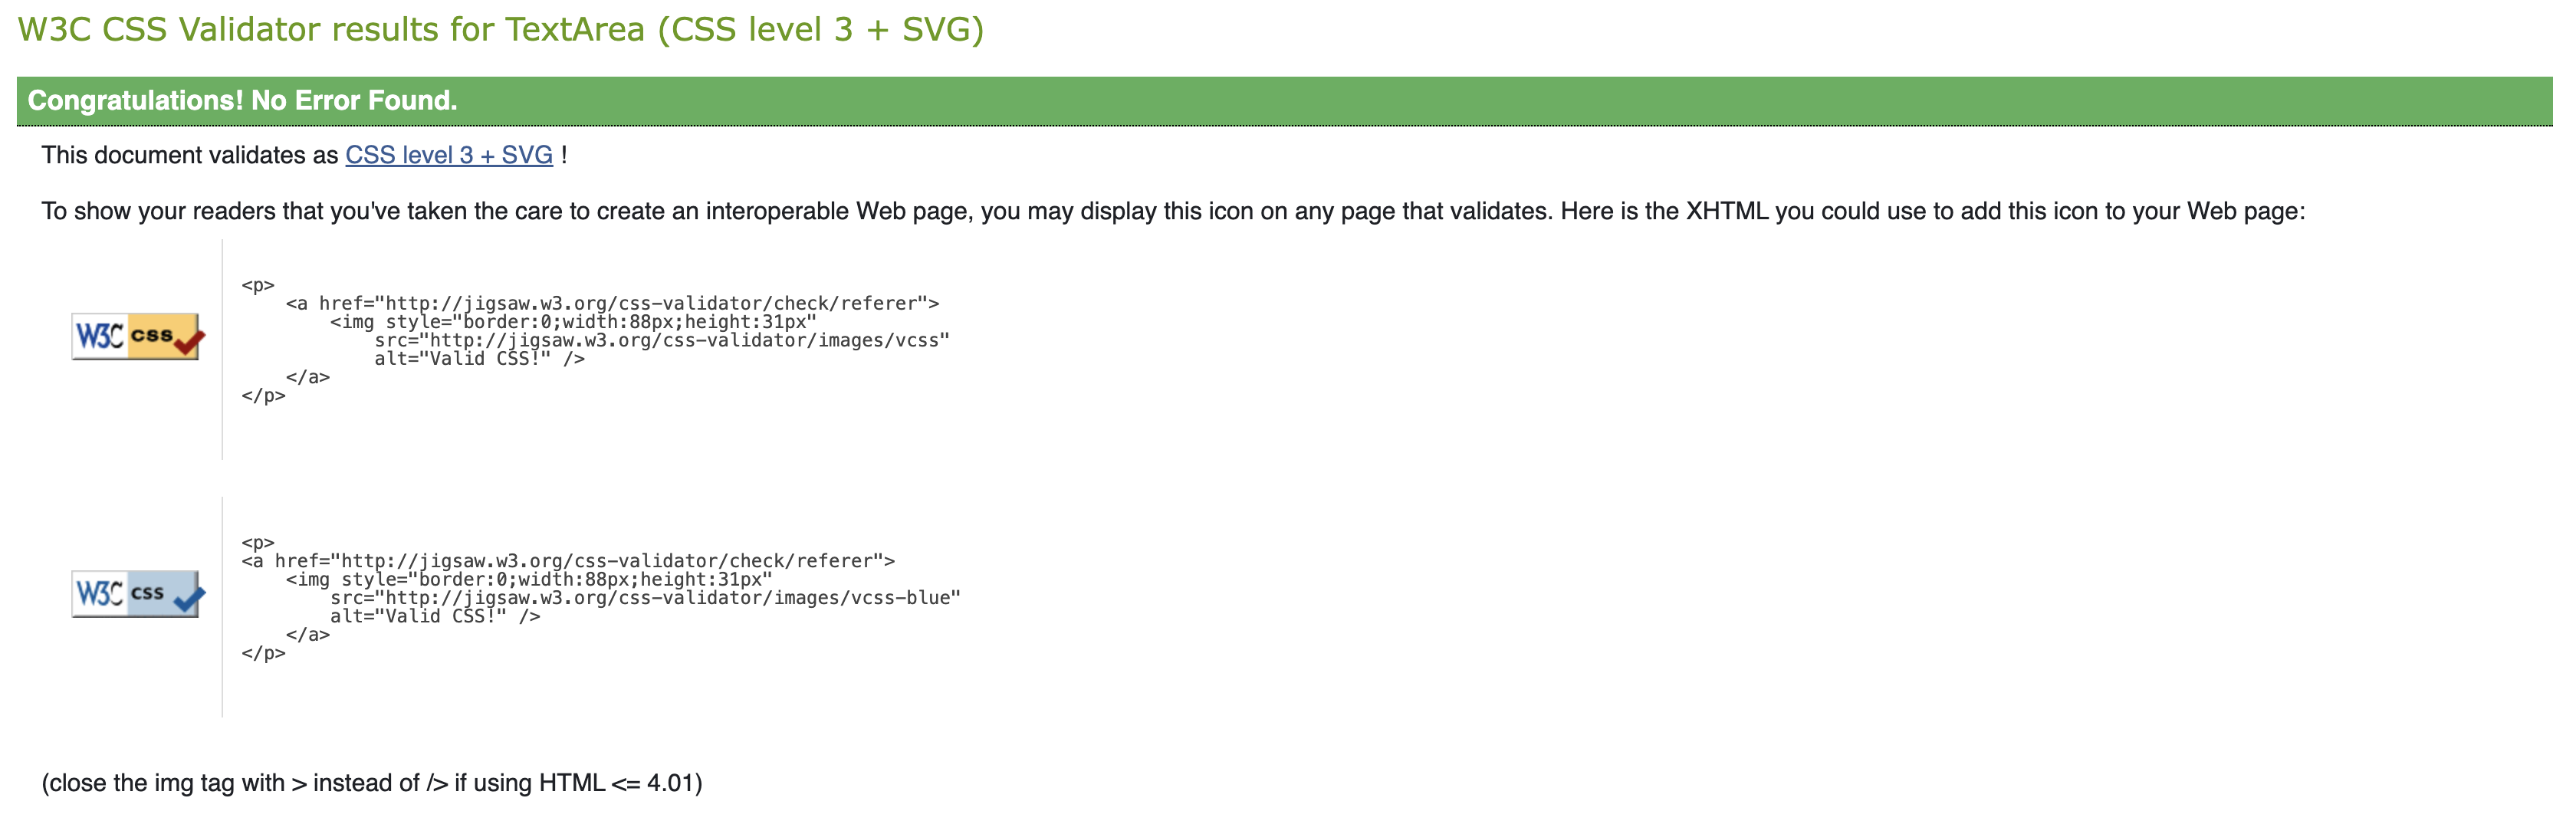 W3C CSS Validator results for TextArea (CSS level 3 + SVG)
Congratulations! No Error Found.
This document validates as CSS level 3 + SVG !
To show your readers that you've taken the care to create an interoperable Web page, you may display this icon on any page that validates. Here is the XHTML you could use to add this icon to your Web page:
W3C css
<p>
    <a href="http://jigsaw.w3.org/css-validator/check/referer">
        <img style="border:0;width:88px;height:31px"
            src="http://jigsaw.w3.org/css-validator/images/vcss"
            alt="Valid CSS!" />
    </a>
</p>
W3C css
<p>
<a href="http://jigsaw.w3.org/css-validator/check/referer">
    <img style="border:0;width:88px;height:31px"
        src="http://jigsaw.w3.org/css-validator/images/vcss-blue"
        alt="Valid CSS!" />
    </a>
</p>
(close the img tag with > instead of /> if using HTML <= 4.01)